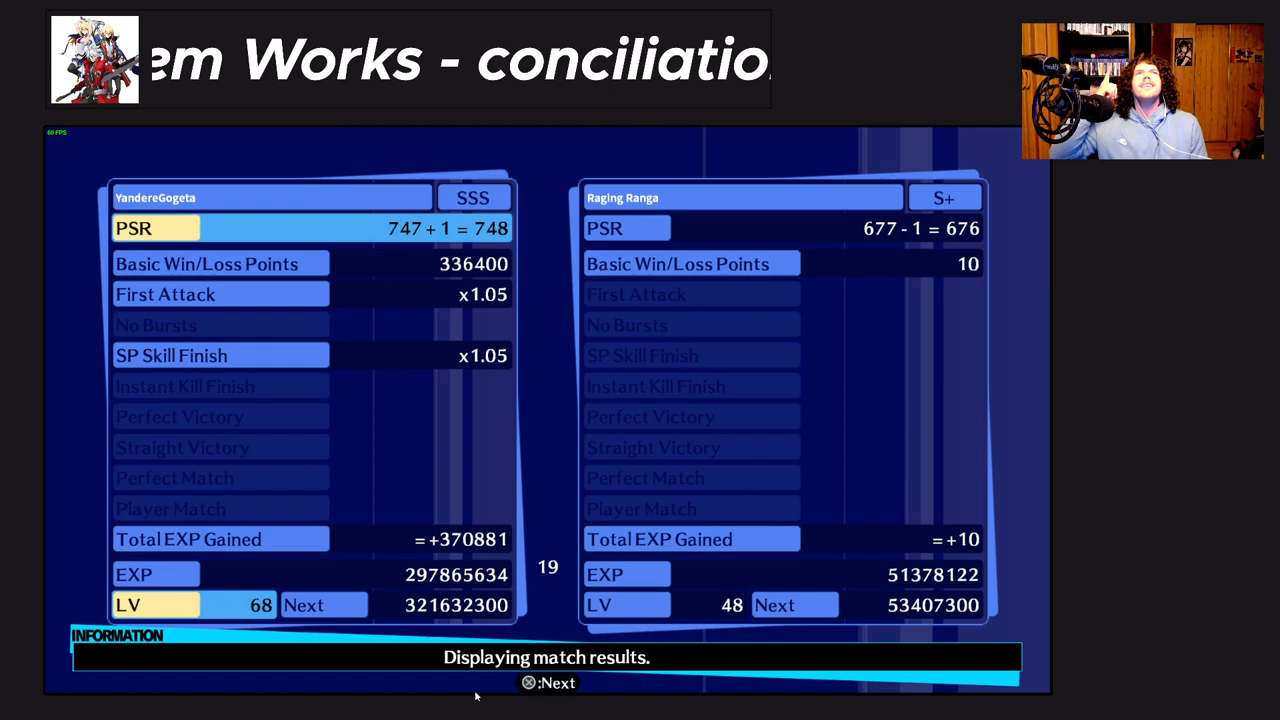 em Works - conciliatio
60 FPS
YandereGogeta SSS
PSR 747 + 1 = 748
Basic Win/Loss Points 336400
First Attack x1.05
No Bursts
SP Skill Finish x1.05
Instant Kill Finish
Perfect Victory
Straight Victory
Perfect Match
Player Match
Total EXP Gained =+370881
EXP 297865634
LV 68 Next 321632300
19
Raging Ranga S+
PSR 677 - 1 = 676
Basic Win/Loss Points 10
First Attack
No Bursts
SP Skill Finish
Instant Kill Finish
Perfect Victory
Straight Victory
Perfect Match
Player Match
Total EXP Gained =+10
EXP 51378122
LV 48 Next 53407300
INFORMATION
Displaying match results.
:Next